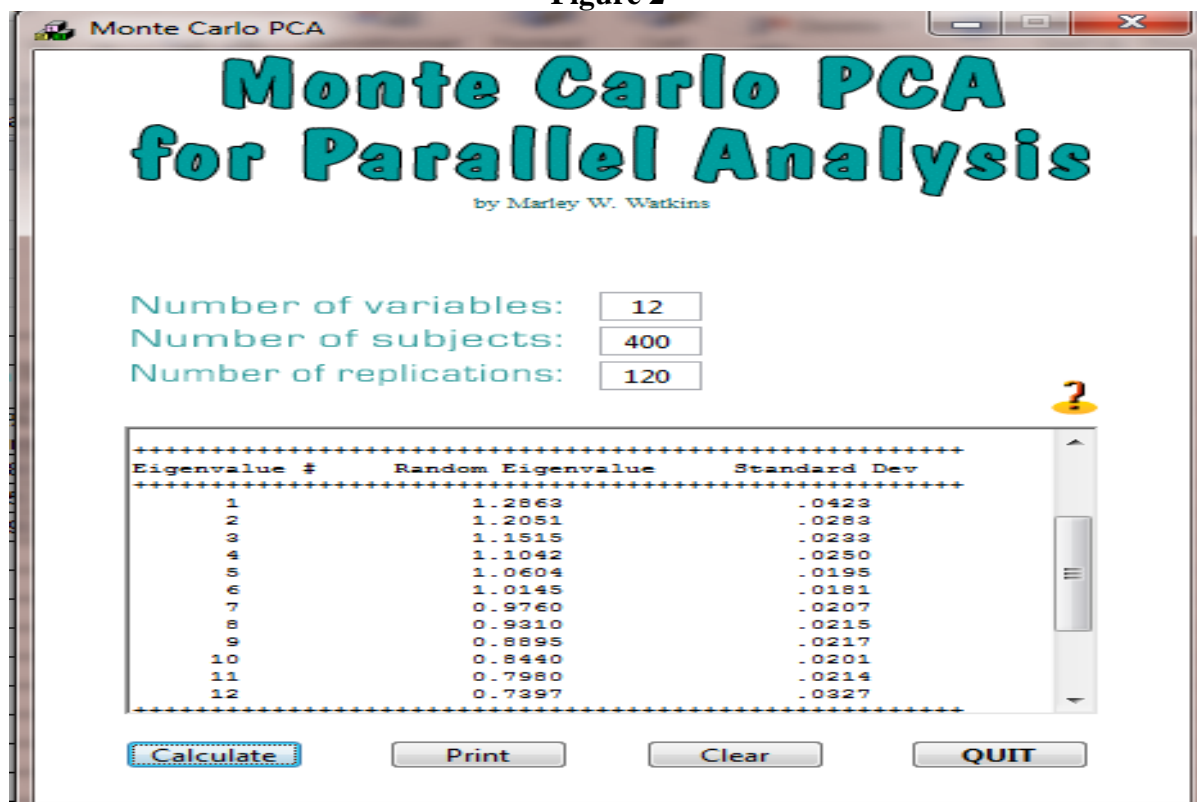 Figure 2
Monte Carlo PCA
Monte Carlo PCA
for Parallel Analysis
by Marley W. Watkins
Number of variables: 12
Number of subjects: 400
Number of replications: 120
?
++++++++++++++++++++++++++++++++++++++++++++++++++++
Eigenvalue # Random Eigenvalue Standard Dev
++++++++++++++++++++++++++++++++++++++++++++++++++++
1 1.2863 .0423
2 1.2051 .0283
3 1.1515 .0233
4 1.1042 .0250
5 1.0604 .0195
6 1.0145 .0181
7 0.9760 .0207
8 0.9310 .0215
9 0.8895 .0217
10 0.8440 .0201
11 0.7980 .0214
12 0.7397 .0327
++++++++++++++++++++++++++++++++++++++++++++++++++++
Calculate Print Clear QUIT